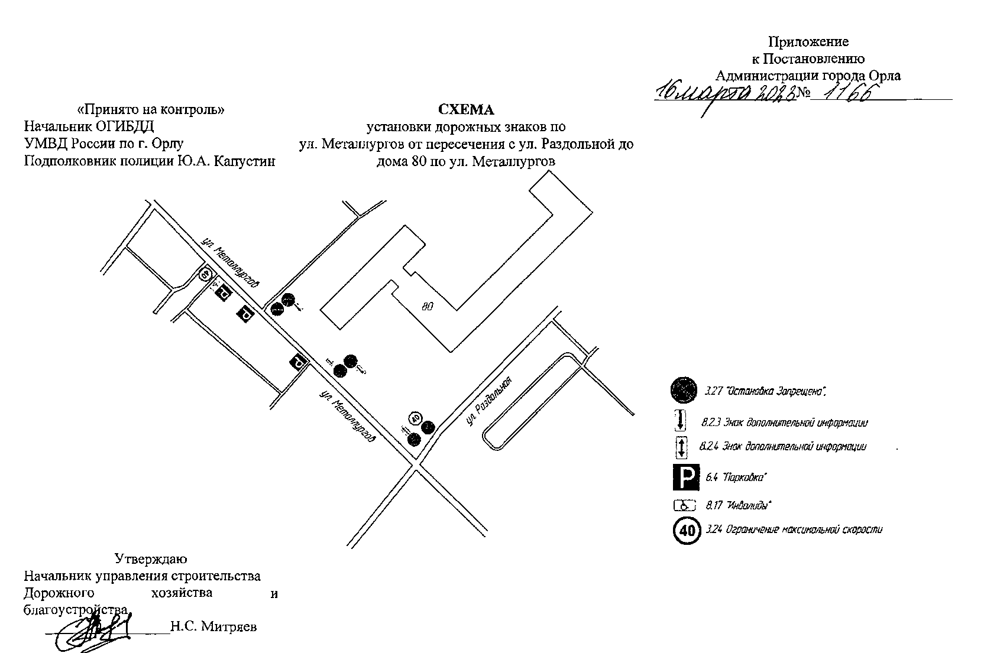 Приложение
к Постановлению
Администрации города Орла
16 марта 2023 № 1166
«Принято на контроль»
Начальник ОГИБДД
УМВД России по г. Орлу
Подполковник полиции Ю.А. Капустин
СХЕМА
установки дорожных знаков по
ул. Металлургов от пересечения с ул. Раздольной до
дома 80 по ул. Металлургов
ул. Металлургов
40
P
P
80
P
ул. Металлургов
40
ул. Раздольная
3.27 "Остановка Запрещена".
8.2.3 Знак дополнительной информации
8.2.4 Знак дополнительной информации
P 6.4 "Парковка"
8.17 "Инвалиды"
40 3.24 Ограничение максимальной скорости
Утверждаю
Начальник управления строительства
Дорожного хозяйства и
благоустройства
Н.С. Митряев